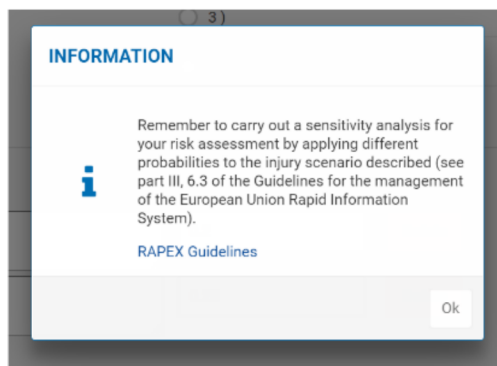 3 )
INFORMATION
Remember to carry out a sensitivity analysis for
your risk assessment by applying different
probabilities to the injury scenario described (see
part III, 6.3 of the Guidelines for the management
of the European Union Rapid Information
System).
RAPEX Guidelines
Ok